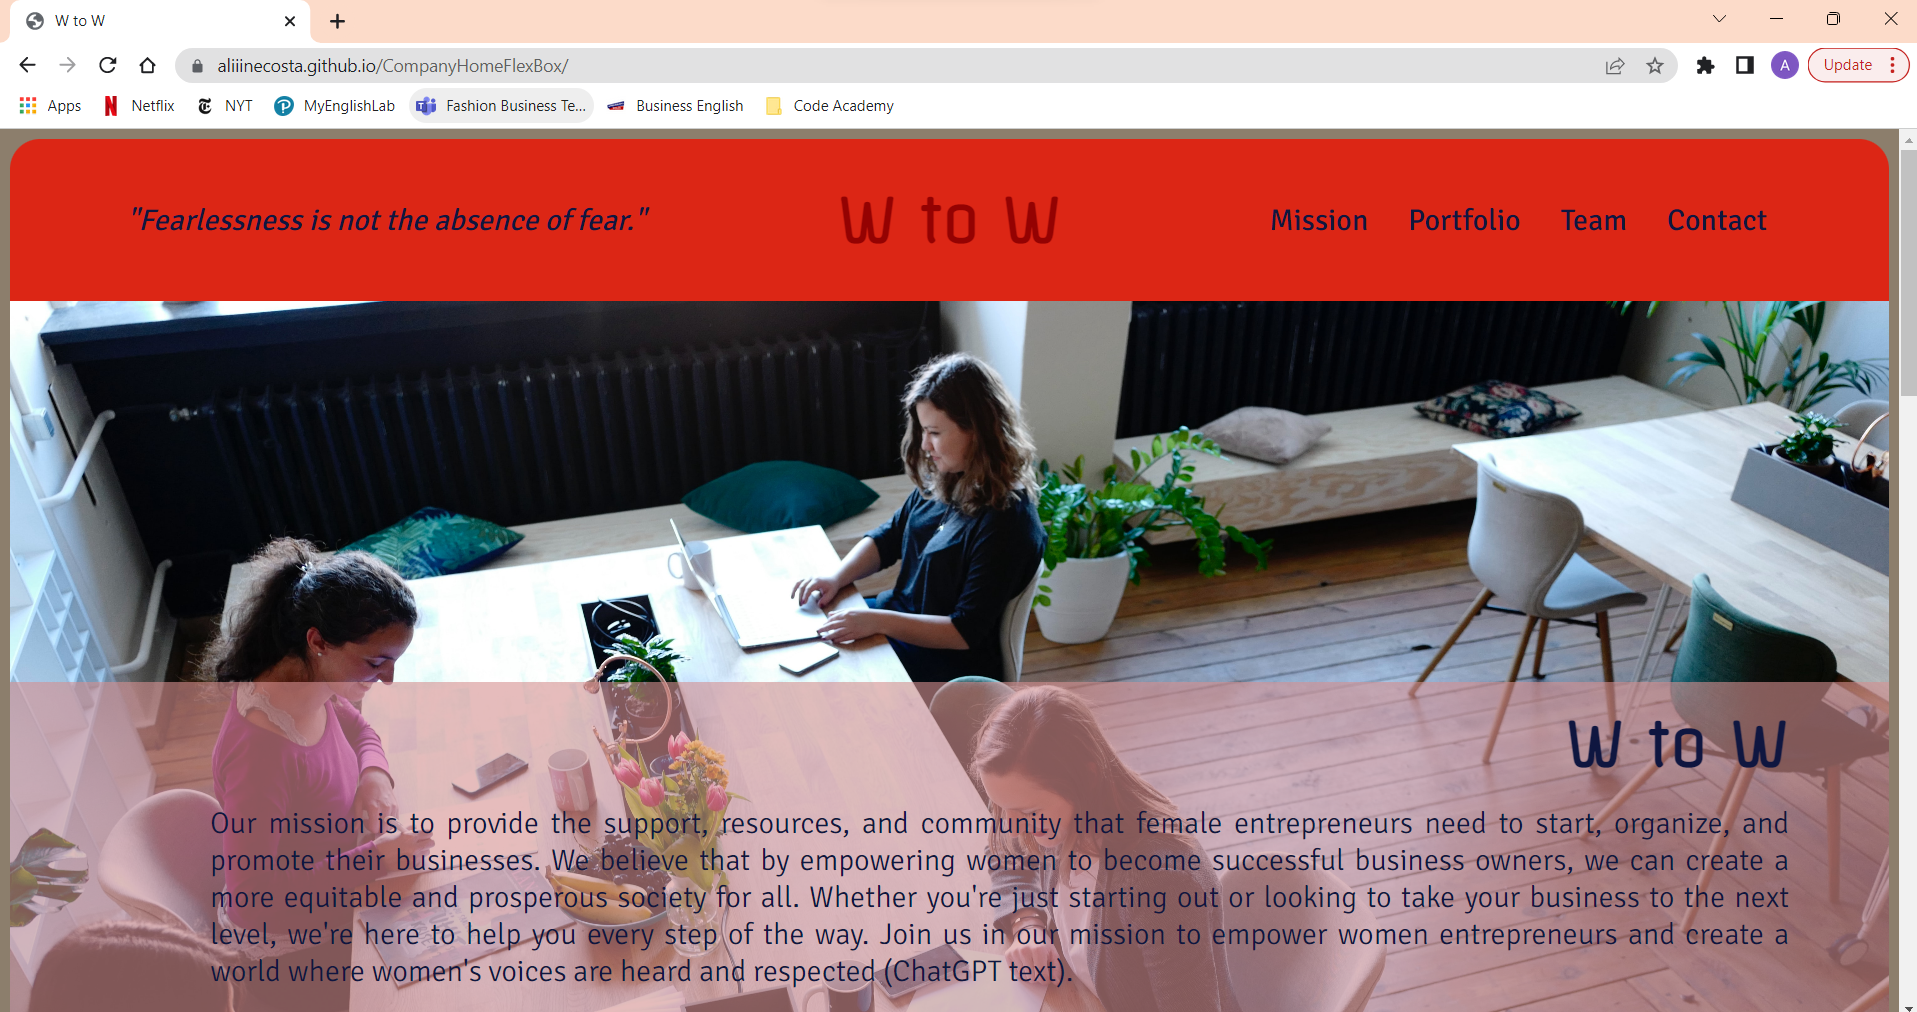 W to W
aliiinecosta.github.io/CompanyHomeFlexBox/
A
Update
Apps
Netflix
NYT
MyEnglishLab
Fashion Business Te...
Business English
Code Academy
"Fearlessness is not the absence of fear."
W to W
Mission
Portfolio
Team
Contact
W to W
Our mission is to provide the support, resources, and community that female entrepreneurs need to start, organize, and
promote their businesses. We believe that by empowering women to become successful business owners, we can create a
more equitable and prosperous society for all. Whether you're just starting out or looking to take your business to the next
level, we're here to help you every step of the way. Join us in our mission to empower women entrepreneurs and create a
world where women's voices are heard and respected (ChatGPT text).